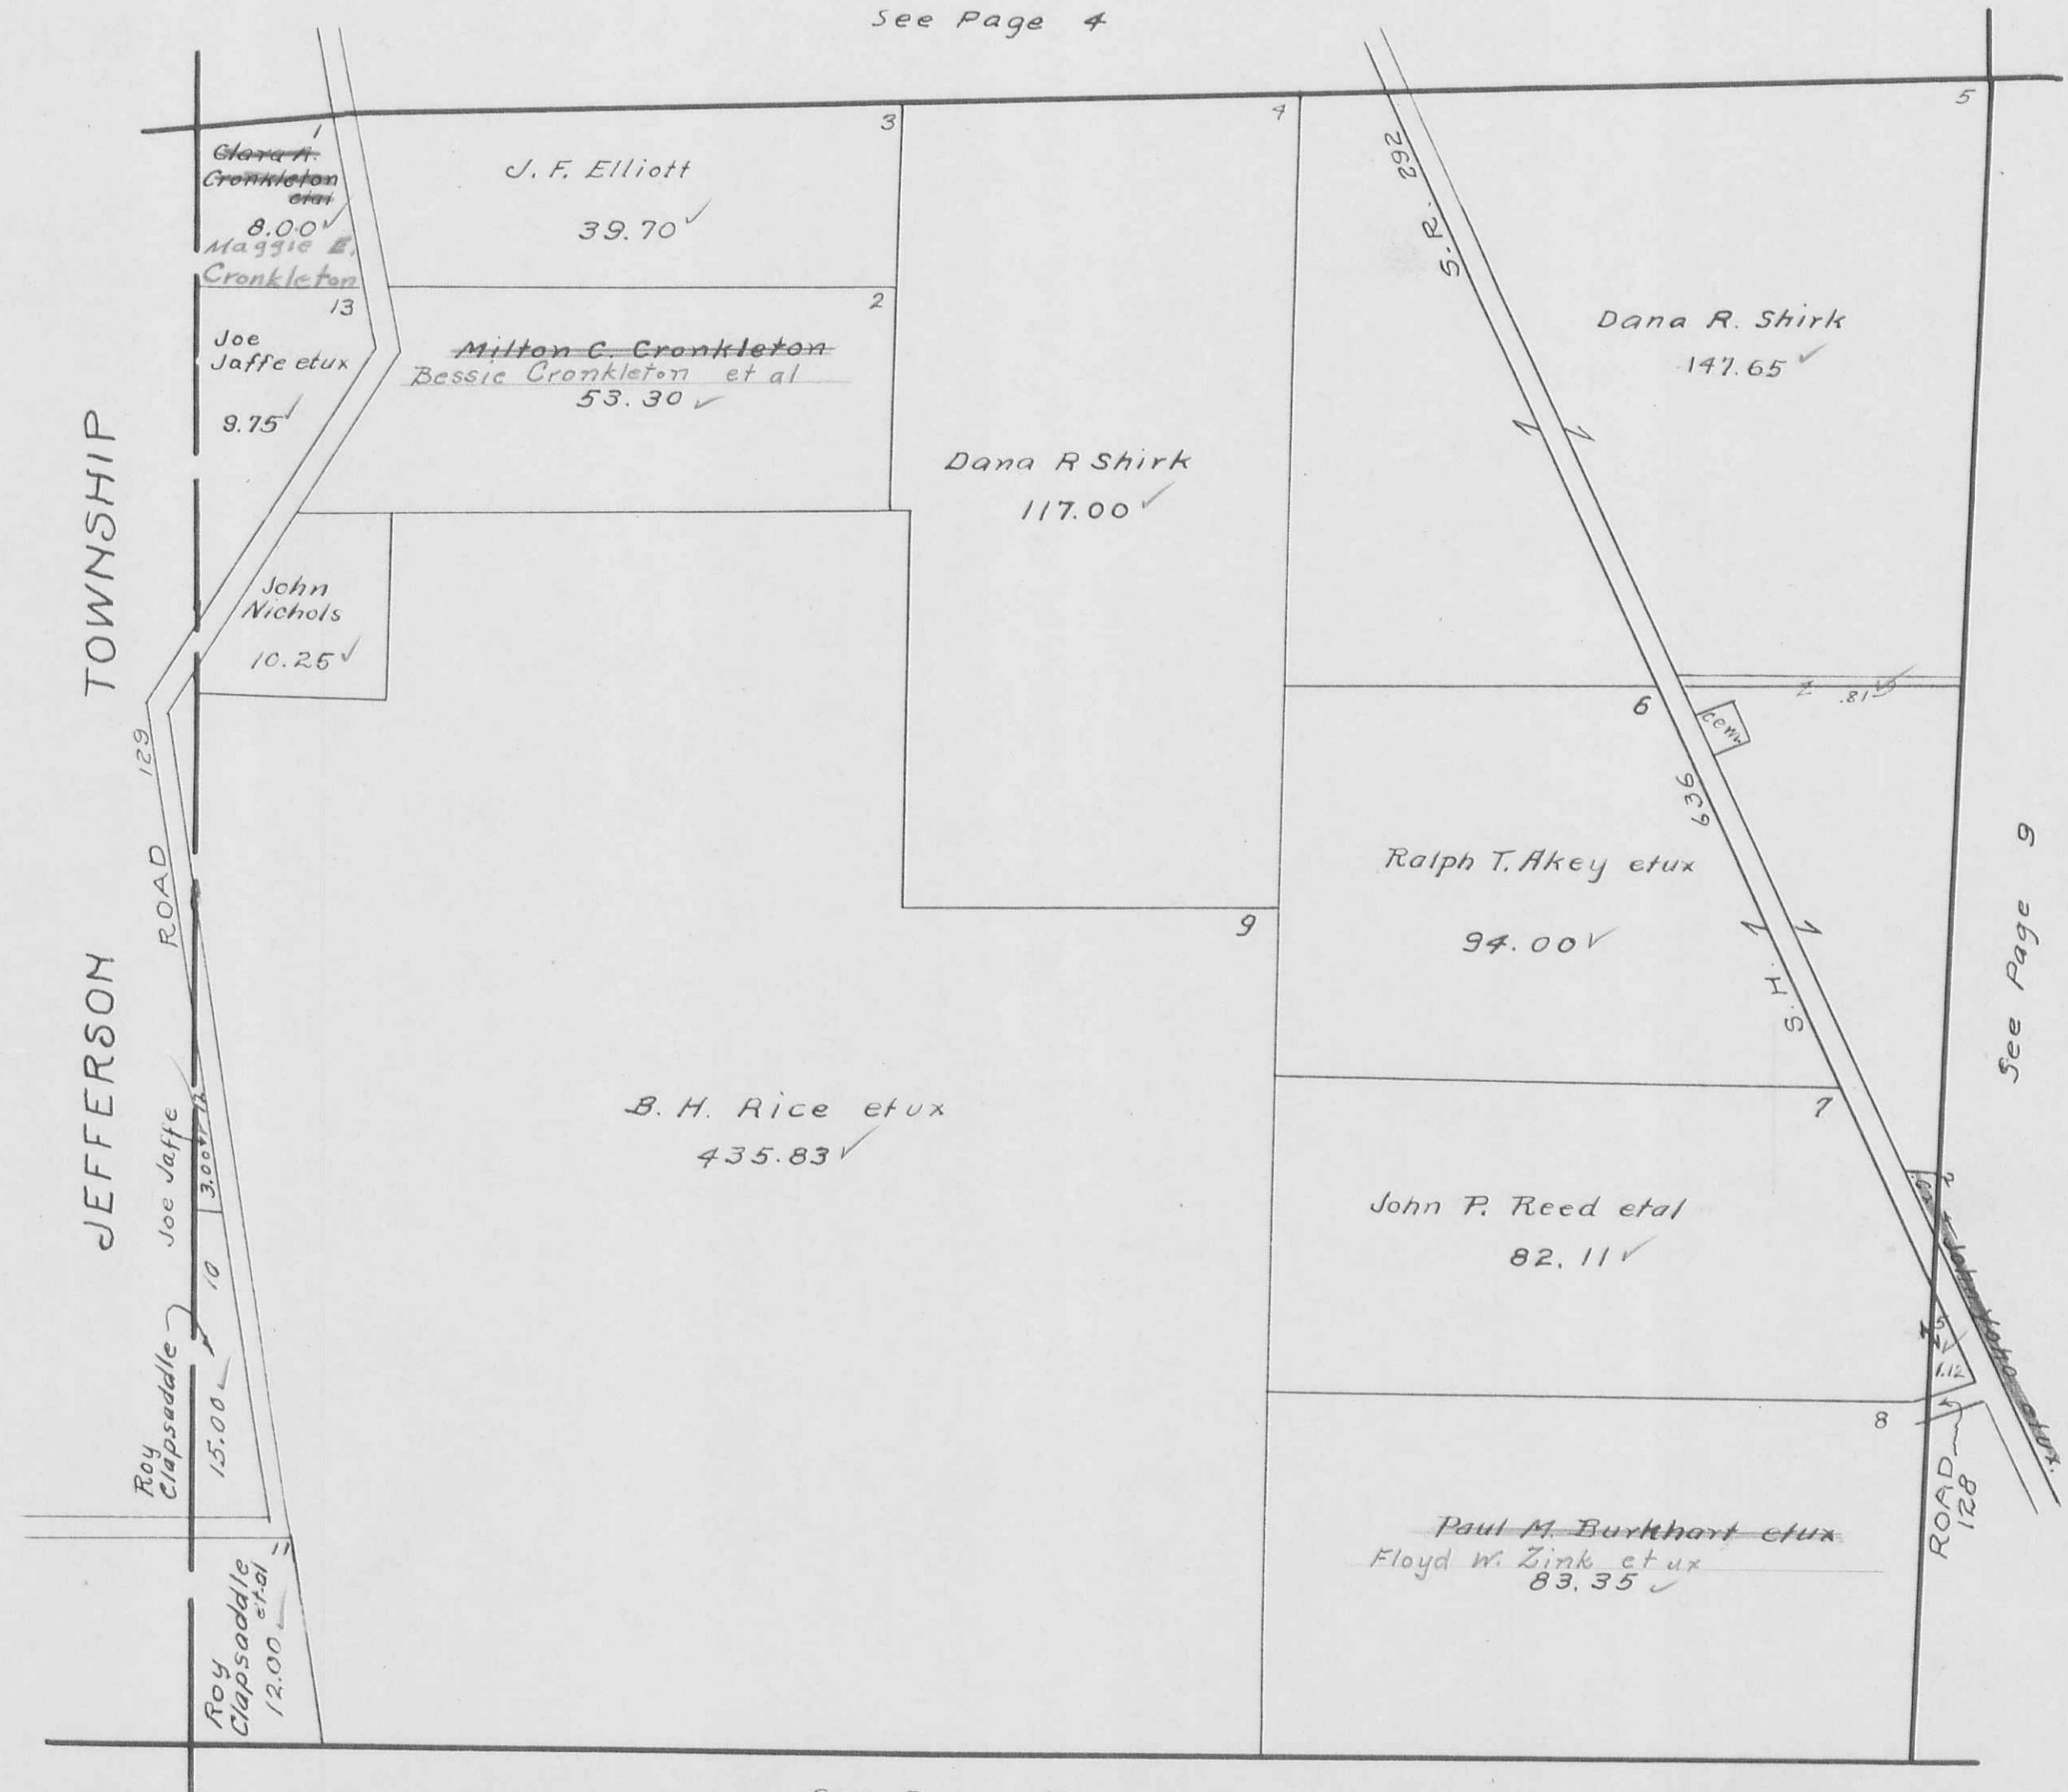 See Page 4
1
Clara A.
Cronkleton
etal
8.00
Maggie E.
Cronkleton
3
J. F. Elliott
39.70
4
5
S.R. 292
Dana R. Shirk
147.65
13
Joe
Jaffe etux
9.75
2
Milton C. Cronkleton
Bessie Cronkleton et al
53.30
Dana R Shirk
117.00
John
Nichols
10.25
JEFFERSON TOWNSHIP
ROAD 129
.81
6
cem
636
S.H.
Ralph T. Akey etux
94.00
See Page 9
9
B. H. Rice etux
435.83
7
John P. Reed etal
82.11
Joe Jaffe
3.00
12
10
Roy
Clapsaddle
15.00
11
Roy
Clapsaddle
et al
12.00
1.12
ROAD
128
8
Paul M. Burkhart etux
Floyd W. Zink et ux
83.35